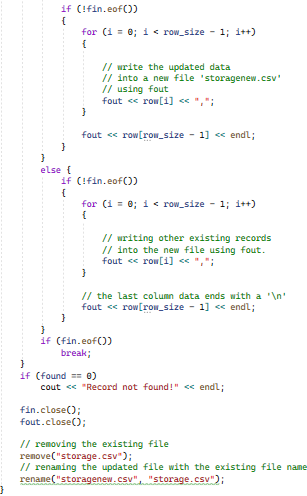 if (!fin.eof())
{
for (i = 0; i < row_size - 1; i++)
{
// write the updated data
// into a new file 'storagenew.csv'
// using fout
fout << row[i] << ",";
}
fout << row[row_size - 1] << endl;
}
}
else {
if (!fin.eof())
{
for (i = 0; i < row_size - 1; i++)
{
// writing other existing records
// into the new file using fout.
fout << row[i] << ",";
}
// the last column data ends with a '\n'
fout << row[row_size - 1] << endl;
}
}
if (fin.eof())
break;
}
if (found == 0)
cout << "Record not found!" << endl;
fin.close();
fout.close();
// removing the existing file
remove("storage.csv");
// renaming the updated file with the existing file name
rename("storagenew.csv", "storage.csv");
}